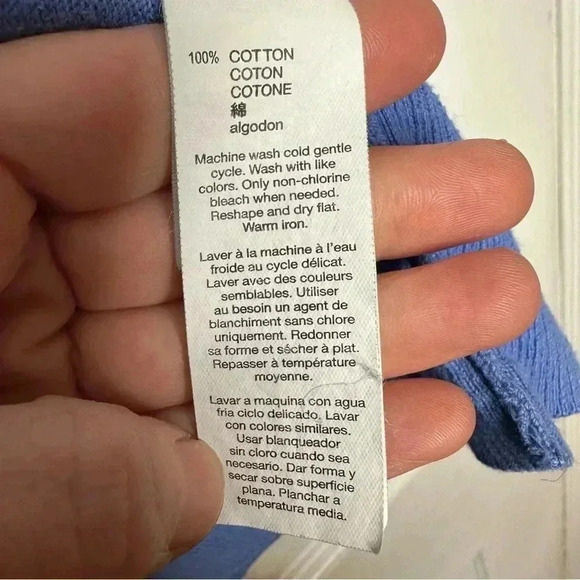 100% COTTON
COTON
COTONE
綿
algodon
Machine wash cold gentle
cycle. Wash with like
colors. Only non-chlorine
bleach when needed.
Reshape and dry flat.
Warm iron.
Laver à la machine à l'eau
froide au cycle délicat.
Laver avec des couleurs
semblables. Utiliser
au besoin un agent de
blanchiment sans chlore
uniquement. Redonner
sa forme et sécher à plat.
Repasser à température
moyenne.
Lavar a maquina con agua
fria ciclo delicado. Lavar
con colores similares.
Usar blanqueador
sin cloro cuando sea
necesario. Dar forma y
secar sobre superficie
plana. Planchar a
temperatura media.